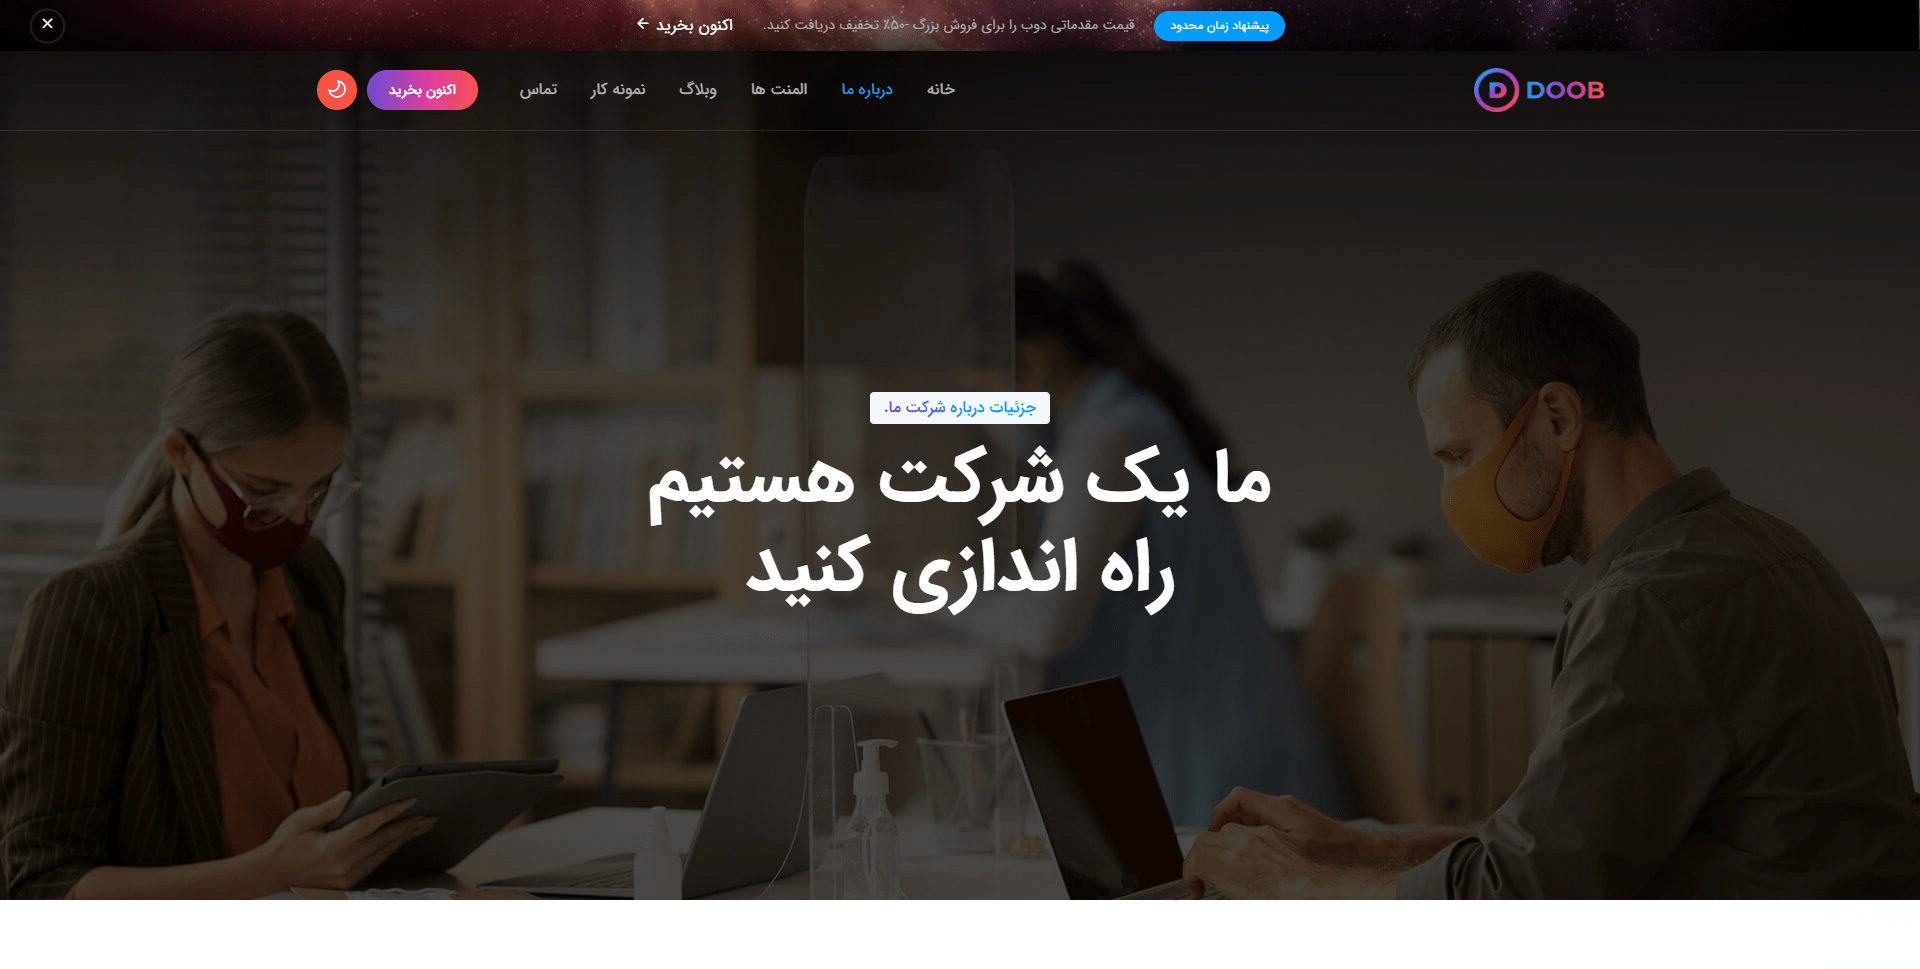 پیشنهاد زمان محدود
قیمت مقدماتی دوب را برای فروش بزرگ -۵۰٪ تخفیف دریافت کنید.
اکنون بخرید ←
DOOB
خانه
درباره ما
المنت ها
وبلاگ
نمونه کار
تماس
اکنون بخرید
جزئیات درباره شرکت ما.
ما یک شرکت هستیم
راه اندازی کنید